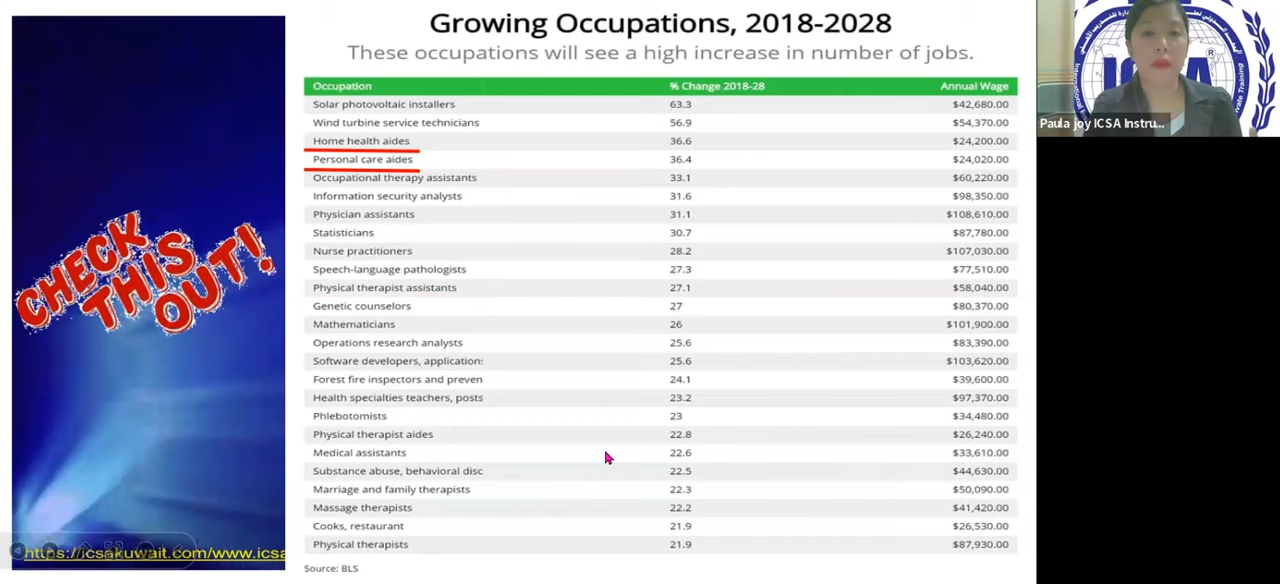 Growing Occupations, 2018-2028
These occupations will see a high increase in number of jobs.
Occupation % Change 2018-28 Annual Wage
Solar photovoltaic installers 63.3 $42,680.00
Wind turbine service technicians 56.9 $54,370.00
Home health aides 36.6 $24,200.00
Personal care aides 36.4 $24,020.00
Occupational therapy assistants 33.1 $60,220.00
Information security analysts 31.6 $98,350.00
Physician assistants 31.1 $108,610.00
Statisticians 30.7 $87,780.00
Nurse practitioners 28.2 $107,030.00
Speech-language pathologists 27.3 $77,510.00
Physical therapist assistants 27.1 $58,040.00
Genetic counselors 27 $80,370.00
Mathematicians 26 $101,900.00
Operations research analysts 25.6 $83,390.00
Software developers, applications 25.6 $103,620.00
Forest fire inspectors and preven 24.1 $39,600.00
Health specialties teachers, posts 23.2 $97,370.00
Phlebotomists 23 $34,480.00
Physical therapist aides 22.8 $26,240.00
Medical assistants 22.6 $33,610.00
Substance abuse, behavioral disc 22.5 $44,630.00
Marriage and family therapists 22.3 $50,090.00
Massage therapists 22.2 $41,420.00
Cooks, restaurant 21.9 $26,530.00
Physical therapists 21.9 $87,930.00
Source: BLS
CHECK
THIS
OUT!
https://icsakuwait.com/www.icsa
Paula joy ICSA Instru...